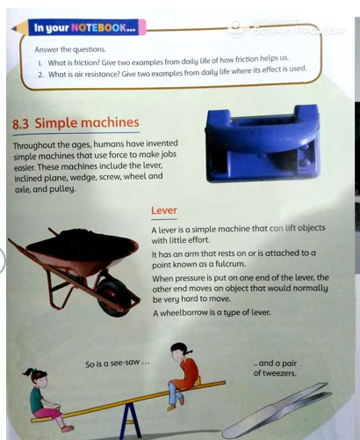 In your NOTEBOOK...
Answer the questions.
1. What is friction? Give two examples from daily life of how friction helps us.
2. What is air resistance? Give two examples from daily life where its effect is used.
8.3 Simple machines
Throughout the ages, humans have invented
simple machines that use force to make jobs
easier. These machines include the lever,
inclined plane, wedge, screw, wheel and
axle, and pulley.
Lever
A lever is a simple machine that can lift objects
with little effort.
It has an arm that rests on or is attached to a
point known as a fulcrum.
When pressure is put on one end of the lever, the
other end moves an object that would normally
be very hard to move.
A wheelbarrow is a type of lever.
So is a see-saw ...
... and a pair
of tweezers.